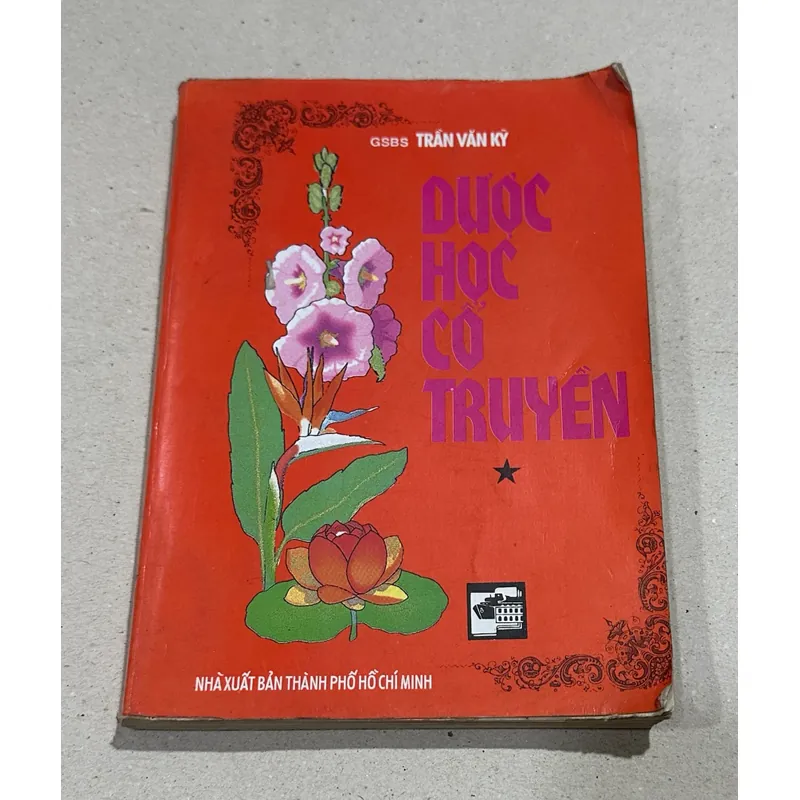 GSBS TRẦN VĂN KỲ
DƯỢC
HỌC
CỔ
TRUYỀN
NHÀ XUẤT BẢN THÀNH PHỐ HỒ CHÍ MINH